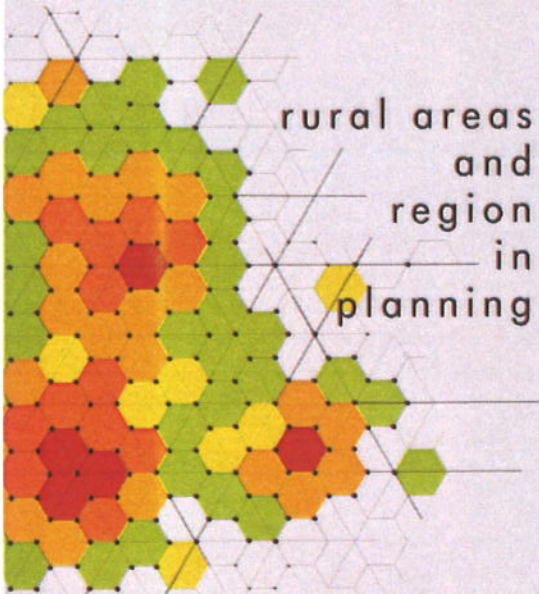 rural areas
and
region
in
planning